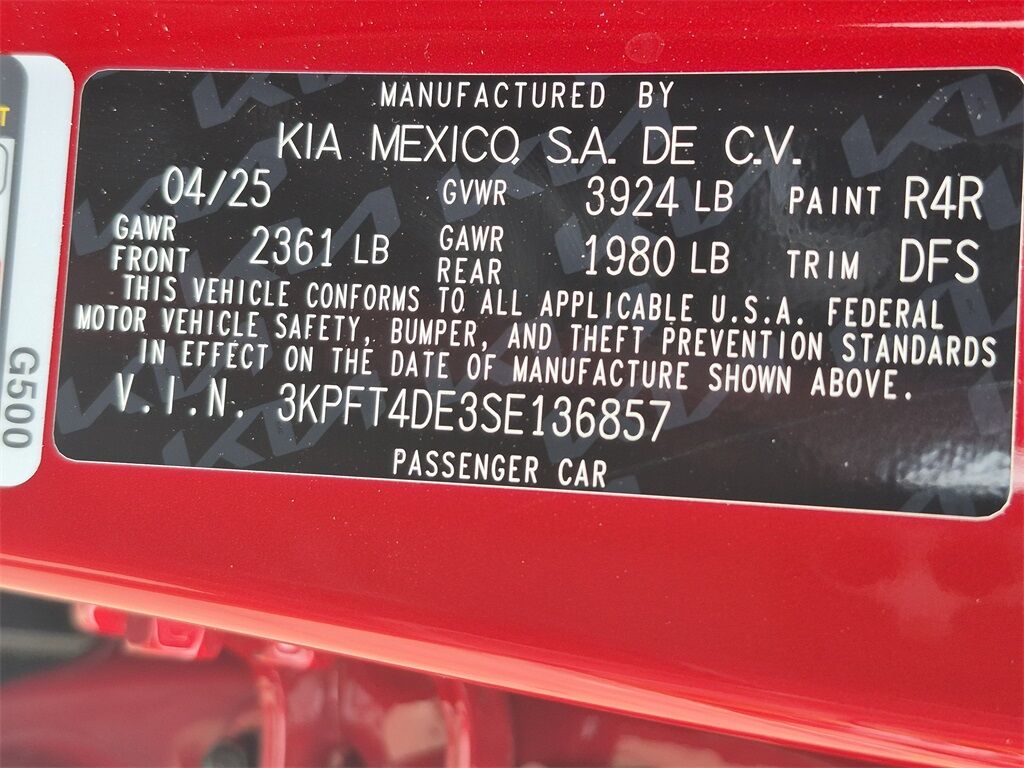 MANUFACTURED BY
KIA MEXICO, S.A. DE C.V.
04/25 GVWR 3924 LB PAINT R4R
GAWR FRONT 2361 LB GAWR REAR 1980 LB TRIM DFS
THIS VEHICLE CONFORMS TO ALL APPLICABLE U.S.A. FEDERAL
MOTOR VEHICLE SAFETY, BUMPER, AND THEFT PREVENTION STANDARDS
IN EFFECT ON THE DATE OF MANUFACTURE SHOWN ABOVE.
V.I.N. 3KPFT4DE3SE136857
PASSENGER CAR
G500